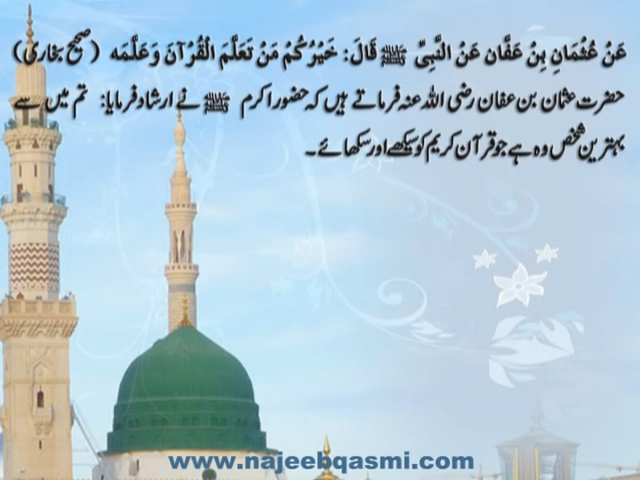 عَنْ عُثْمَانِ بِنْ عَفَّان عَنْ النَّبِيِّ ﷺ قَالَ: خَيْرُكُمْ مَنْ تَعَلَّمَ الْقُرْآنَ وَعَلَّمَه (صحیح بخاری)
حضرت عثمان بن عفان رضی اللہ عنہ فرماتے ہیں کہ حضور اکرم ﷺ نے ارشاد فرمایا: تم میں سے
بہترین شخص وہ ہے جو قرآن کریم کو سیکھے اور سکھائے۔
www.najeebqasmi.com